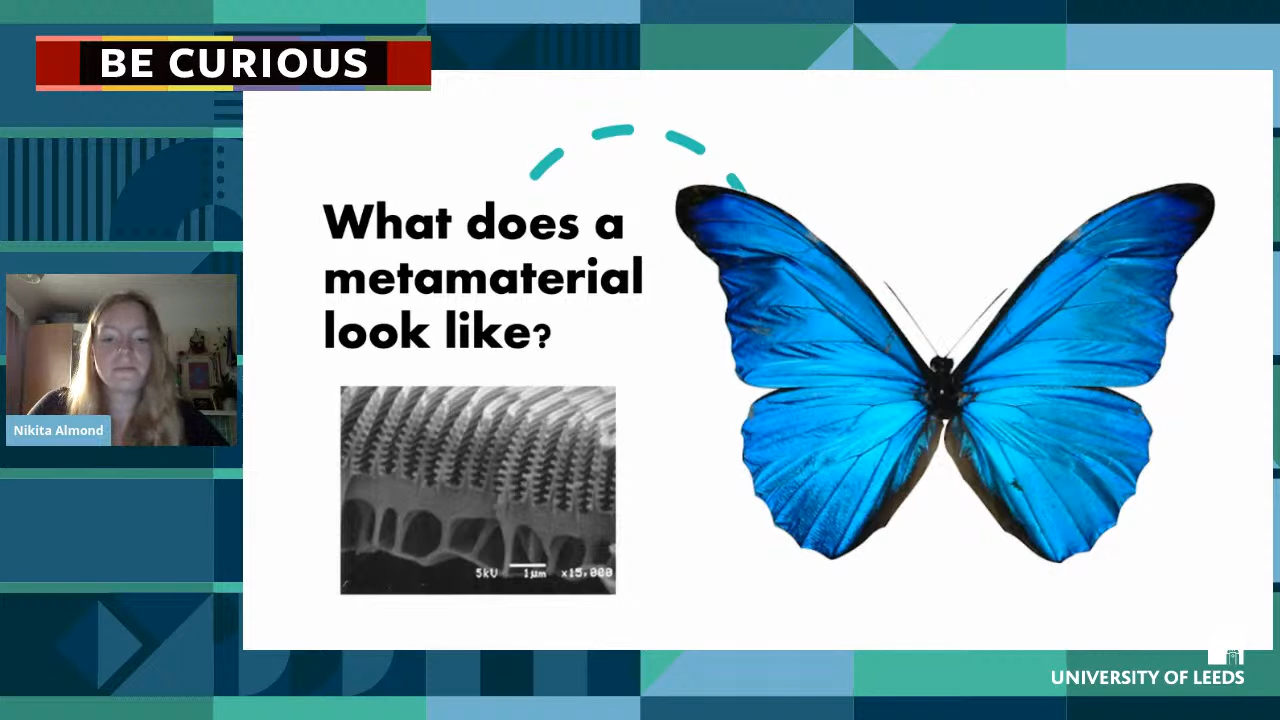 BE CURIOUS
What does a
metamaterial
look like?
Nikita Almond
5kV 1μm x15,000
UNIVERSITY OF LEEDS